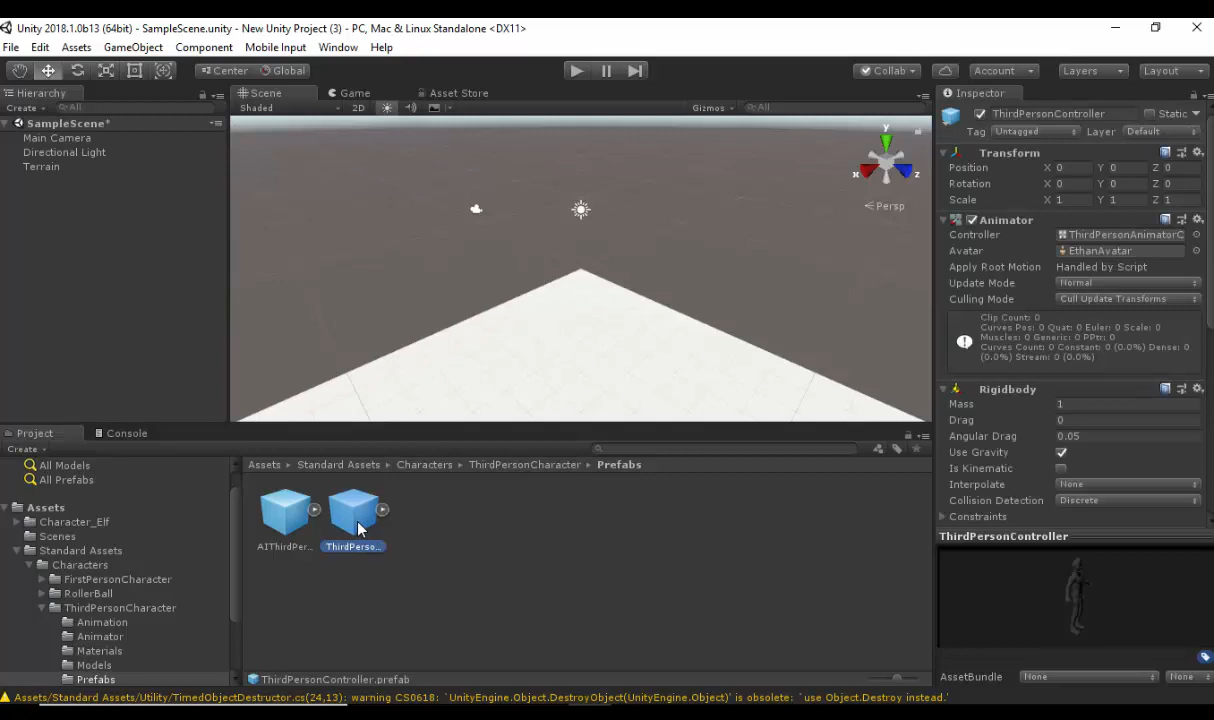 Unity 2018.1.0b13 (64bit) - SampleScene.unity - New Unity Project (3) - PC, Mac & Linux Standalone <DX11>
File Edit Assets GameObject Component Mobile Input Window Help
Center Global Collab Account Layers Layout
Hierarchy
Create All
SampleScene*
Main Camera
Directional Light
Terrain
Scene Game Asset Store
Shaded 2D Gizmos All
y
x z
Persp
Inspector
ThirdPersonController Static
Tag Untagged Layer Default
Transform
Position X 0 Y 0 Z 0
Rotation X 0 Y 0 Z 0
Scale X 1 Y 1 Z 1
Animator
Controller ThirdPersonAnimatorC
Avatar EthanAvatar
Apply Root Motion Handled by Script
Update Mode Normal
Culling Mode Cull Update Transforms
Clip Count: 0
Curves Pos: 0 Quat: 0 Euler: 0 Scale: 0
Muscles: 0 Generic: 0 PPtr: 0
Curves Count: 0 Constant: 0 (0.0%) Dense: 0
(0.0%) Stream: 0 (0.0%)
Rigidbody
Mass 1
Drag 0
Angular Drag 0.05
Use Gravity
Is Kinematic
Interpolate None
Collision Detection Discrete
Constraints
ThirdPersonController
AssetBundle None None
Project Console
Create
All Models
All Prefabs
Assets
Character_Elf
Scenes
Standard Assets
Characters
FirstPersonCharacter
RollerBall
ThirdPersonCharacter
Animation
Animator
Materials
Models
Prefabs
Assets Standard Assets Characters ThirdPersonCharacter Prefabs
AIThirdPer... ThirdPerso...
ThirdPersonController.prefab
Assets/Standard Assets/Utility/TimedObjectDestructor.cs(24,13): warning CS0618: `UnityEngine.Object.DestroyObject(UnityEngine.Object)' is obsolete: `use Object.Destroy instead.'